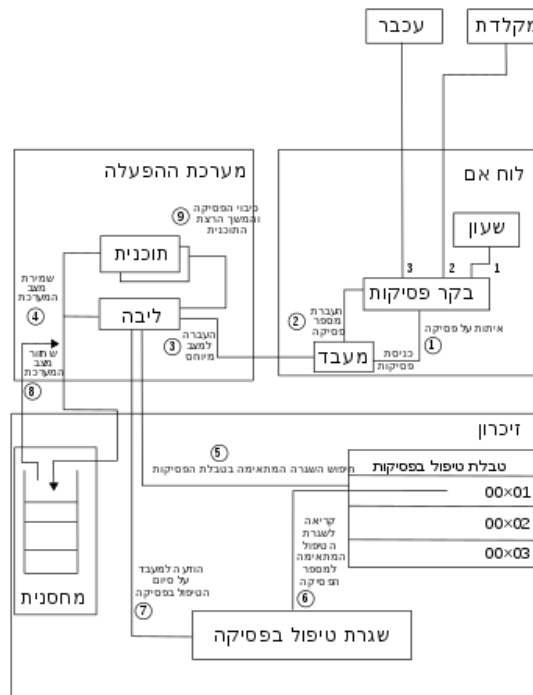 עכבר
מקלדת
מערכת ההפעלה
לוח אם
כיבוי הפסיקה
והמשך הרצת
התוכנית
9
תוכנית
שעון
3
2
1
שמירת
מצב
המערכת
4
ליבה
העברה
למצב
מיוחס
3
2
העברת
מספר
פסיקה
בקר פסיקות
איתות על פסיקה
1
מעבד
כניסת
פסיקות
שחזור
מצב
המערכת
8
זיכרון
5
חיפוש השגרה המתאימה בטבלת הפסיקות
טבלת טיפול בפסיקות
00×01
00×02
00×03
קריאה
לשגרת
הטיפול
המתאימה
למספר
הפסיקה
6
הודעה למעבד
על סיום
הטיפול בפסיקה
7
מחסנית
שגרת טיפול בפסיקה